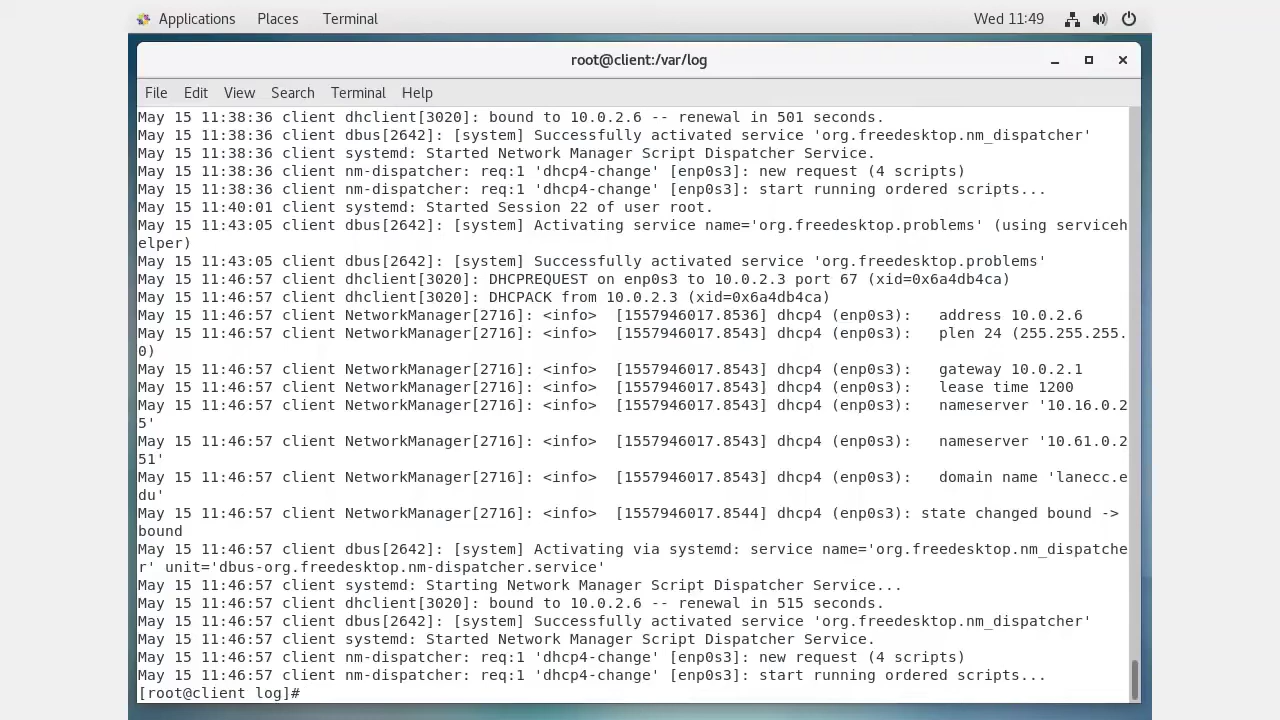 Applications Places Terminal Wed 11:49
root@client:/var/log
File Edit View Search Terminal Help
May 15 11:38:36 client dhclient[3020]: bound to 10.0.2.6 -- renewal in 501 seconds.
May 15 11:38:36 client dbus[2642]: [system] Successfully activated service 'org.freedesktop.nm_dispatcher'
May 15 11:38:36 client systemd: Started Network Manager Script Dispatcher Service.
May 15 11:38:36 client nm-dispatcher: req:1 'dhcp4-change' [enp0s3]: new request (4 scripts)
May 15 11:38:36 client nm-dispatcher: req:1 'dhcp4-change' [enp0s3]: start running ordered scripts...
May 15 11:40:01 client systemd: Started Session 22 of user root.
May 15 11:43:05 client dbus[2642]: [system] Activating service name='org.freedesktop.problems' (using serviceh
elper)
May 15 11:43:05 client dbus[2642]: [system] Successfully activated service 'org.freedesktop.problems'
May 15 11:46:57 client dhclient[3020]: DHCPREQUEST on enp0s3 to 10.0.2.3 port 67 (xid=0x6a4db4ca)
May 15 11:46:57 client dhclient[3020]: DHCPACK from 10.0.2.3 (xid=0x6a4db4ca)
May 15 11:46:57 client NetworkManager[2716]: <info>  [1557946017.8536] dhcp4 (enp0s3):   address 10.0.2.6
May 15 11:46:57 client NetworkManager[2716]: <info>  [1557946017.8543] dhcp4 (enp0s3):   plen 24 (255.255.255.
0)
May 15 11:46:57 client NetworkManager[2716]: <info>  [1557946017.8543] dhcp4 (enp0s3):   gateway 10.0.2.1
May 15 11:46:57 client NetworkManager[2716]: <info>  [1557946017.8543] dhcp4 (enp0s3):   lease time 1200
May 15 11:46:57 client NetworkManager[2716]: <info>  [1557946017.8543] dhcp4 (enp0s3):   nameserver '10.16.0.2
5'
May 15 11:46:57 client NetworkManager[2716]: <info>  [1557946017.8543] dhcp4 (enp0s3):   nameserver '10.61.0.2
51'
May 15 11:46:57 client NetworkManager[2716]: <info>  [1557946017.8543] dhcp4 (enp0s3):   domain name 'lanecc.e
du'
May 15 11:46:57 client NetworkManager[2716]: <info>  [1557946017.8544] dhcp4 (enp0s3): state changed bound ->
bound
May 15 11:46:57 client dbus[2642]: [system] Activating via systemd: service name='org.freedesktop.nm_dispatche
r' unit='dbus-org.freedesktop.nm-dispatcher.service'
May 15 11:46:57 client systemd: Starting Network Manager Script Dispatcher Service...
May 15 11:46:57 client dhclient[3020]: bound to 10.0.2.6 -- renewal in 515 seconds.
May 15 11:46:57 client dbus[2642]: [system] Successfully activated service 'org.freedesktop.nm_dispatcher'
May 15 11:46:57 client systemd: Started Network Manager Script Dispatcher Service.
May 15 11:46:57 client nm-dispatcher: req:1 'dhcp4-change' [enp0s3]: new request (4 scripts)
May 15 11:46:57 client nm-dispatcher: req:1 'dhcp4-change' [enp0s3]: start running ordered scripts...
[root@client log]#